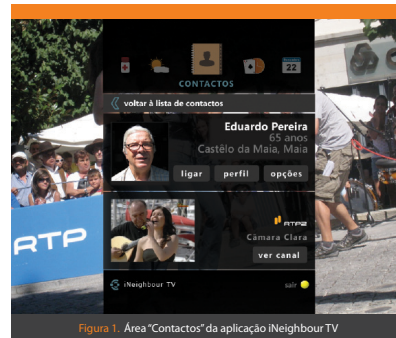 22
CONTACTOS
voltar à lista de contactos
Eduardo Pereira
65 anos
Castêlo da Maia, Maia
ligar perfil opções
RTP2
Câmara Clara
ver canal
RTP
iNeighbour TV
sair
Figura 1. Área "Contactos" da aplicação iNeighbour TV